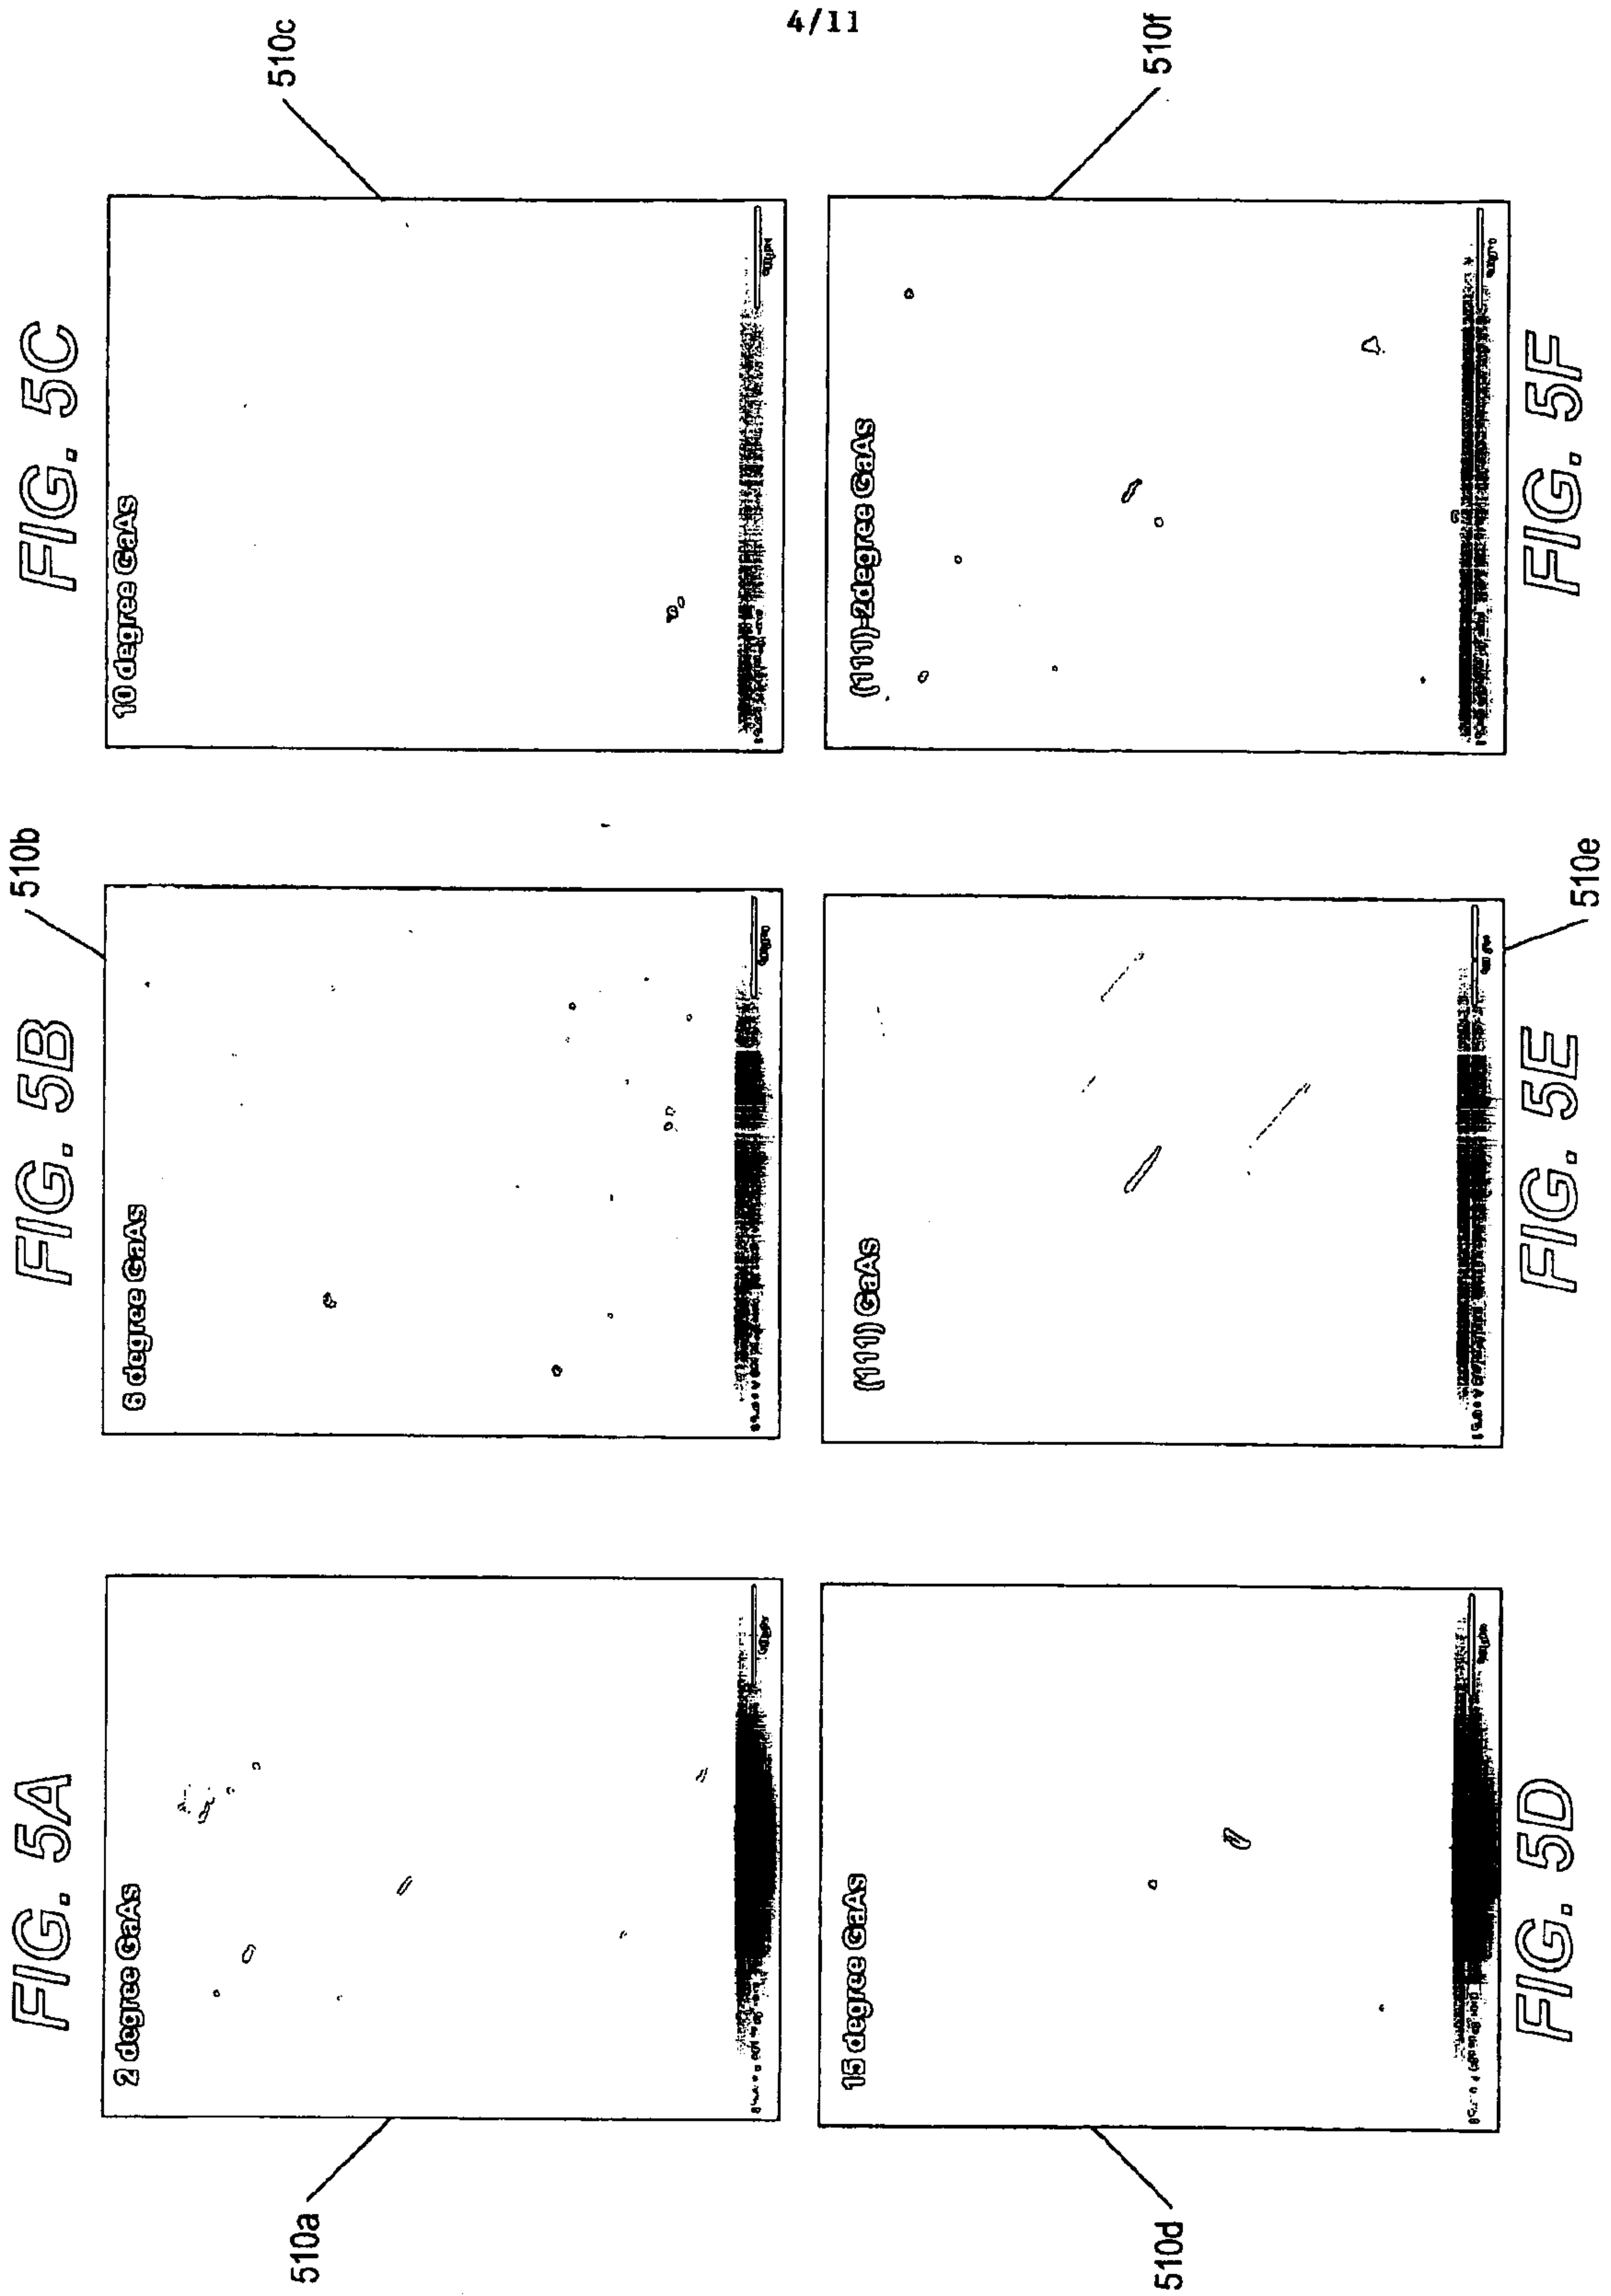 4/11
FIG. 5A
2 degree GaAs
510a
FIG. 5B
6 degree GaAs
510b
FIG. 5C
10 degree GaAs
510c
15 degree GaAs
510d
FIG. 5D
(111) GaAs
510e
FIG. 5E
(111)-2degree GaAs
510f
FIG. 5F